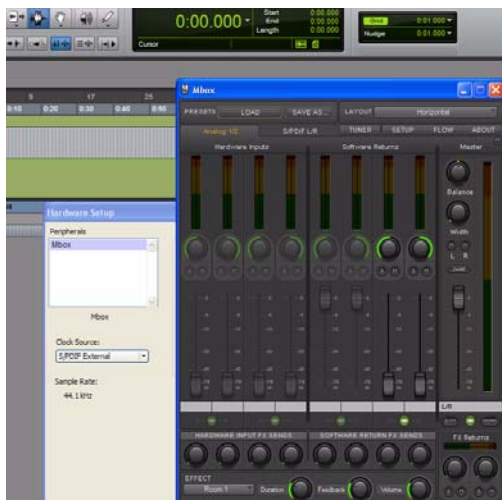 0:00.000
Start 0:00.000
End 0:00.000
Length 0:00.000
Cursor
Grid 0:01.000
Nudge 0:01.000
9 17 25
0:10 0:20 0:30 0:40 0:50
Mbox
PRESETS LOAD SAVE AS... LAYOUT Horizontal
Analog 1/2 S/PDIF L/R TUNER SETUP FLOW ABOUT
Hardware Inputs Software Returns Master
Balance
Width
L R
L/R
Hardware Setup
Peripherals
Mbox
Mbox
Clock Source:
S/PDIF External
Sample Rate:
44.1 kHz
HARDWARE INPUT FX SENDS SOFTWARE RETURN FX SENDS FX Returns
EFFECT
Room 1 Duration Feedback Volume